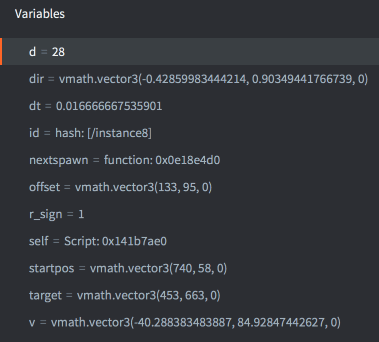 Variables
d = 28
dir = vmath.vector3(-0.42859983444214, 0.90349441766739, 0)
dt = 0.016666667535901
id = hash: [/instance8]
nextspawn = function: 0x0e18e4d0
offset = vmath.vector3(133, 95, 0)
r_sign = 1
self = Script: 0x141b7ae0
startpos = vmath.vector3(740, 58, 0)
target = vmath.vector3(453, 663, 0)
v = vmath.vector3(-40.288383483887, 84.92847442627, 0)